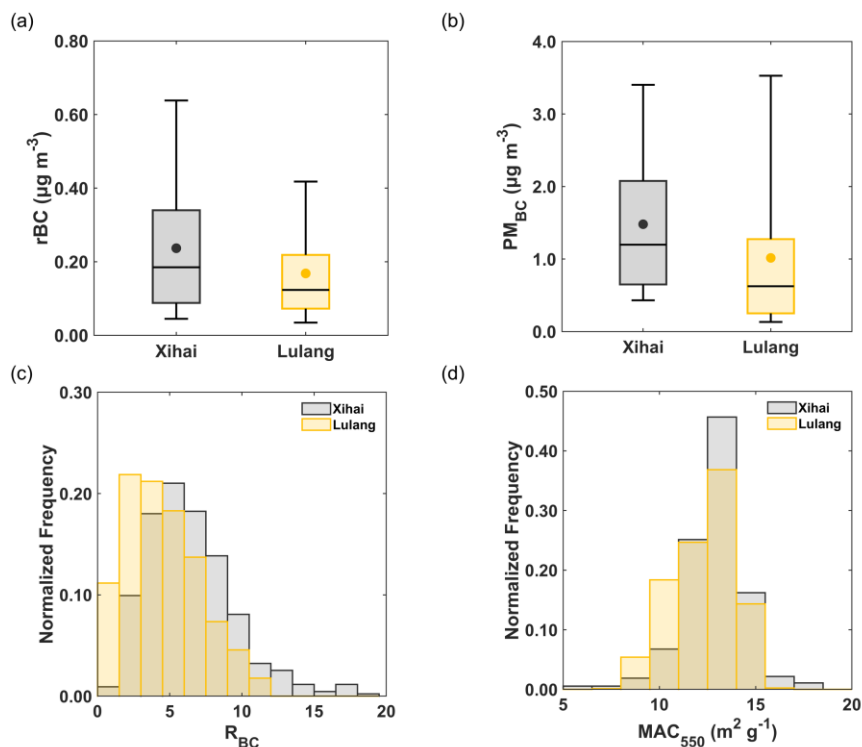 (a)
0.80
0.60
0.40
0.20
0.00
rBC (µg m⁻³)
Xihai Lulang
(b)
4.0
3.0
2.0
1.0
0.0
PM_BC (µg m⁻³)
Xihai Lulang
(c)
0.30
0.20
0.10
0.00
Normalized Frequency
Xihai
Lulang
0 5 10 15 20
R_BC
(d)
0.50
0.40
0.30
0.20
0.10
0.00
Normalized Frequency
Xihai
Lulang
5 10 15 20
MAC₅₅₀ (m² g⁻¹)